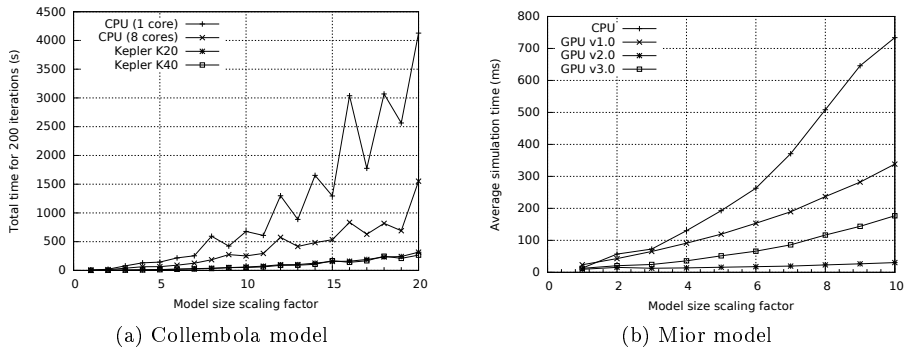 4500
4000
3500
3000
2500
2000
1500
1000
500
0
Total time for 200 iterations (s)
CPU (1 core)
CPU (8 cores)
Kepler K20
Kepler K40
0 5 10 15 20
Model size scaling factor
(a) Collembola model
800
700
600
500
400
300
200
100
0
Average simulation time (ms)
CPU
GPU v1.0
GPU v2.0
GPU v3.0
0 2 4 6 8 10
Model size scaling factor
(b) Mior model